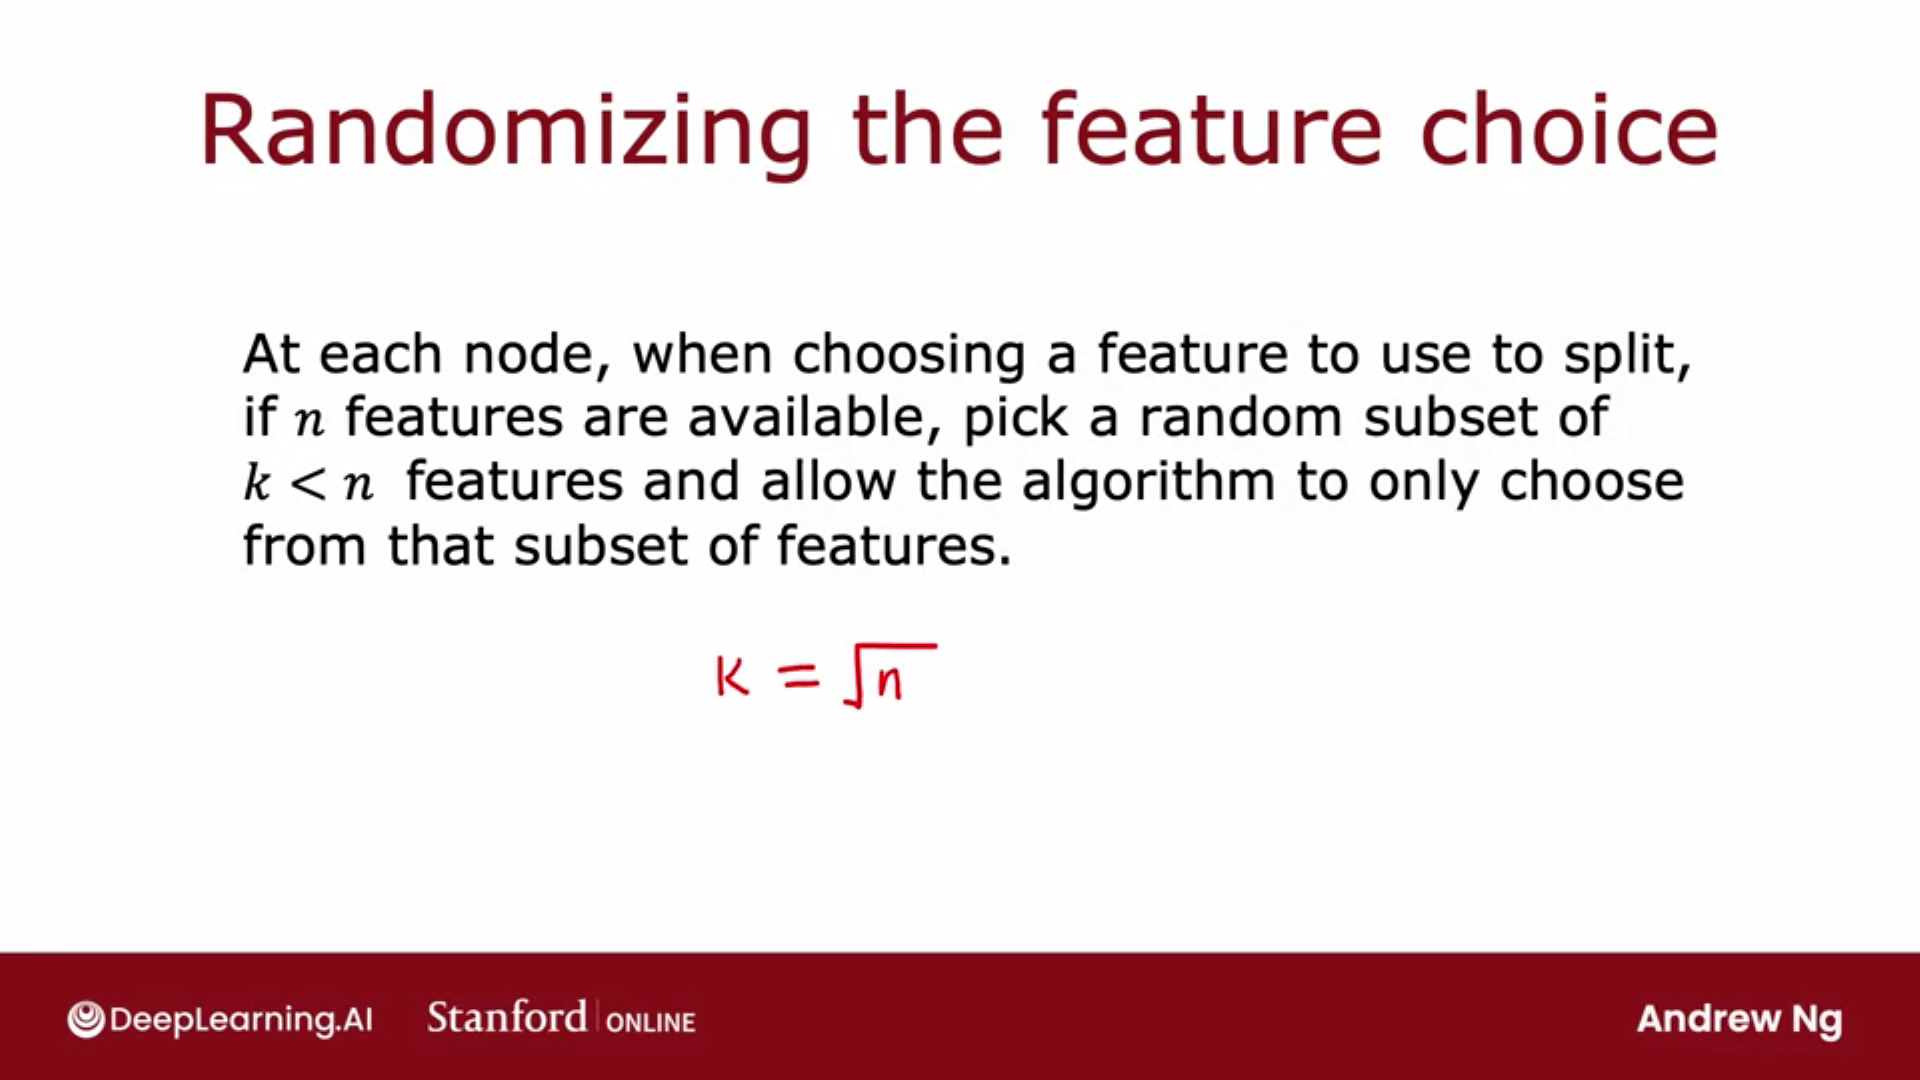 Randomizing the feature choice
At each node, when choosing a feature to use to split,
if n features are available, pick a random subset of
k < n features and allow the algorithm to only choose
from that subset of features.
K = √n
DeepLearning.AI Stanford | ONLINE Andrew Ng